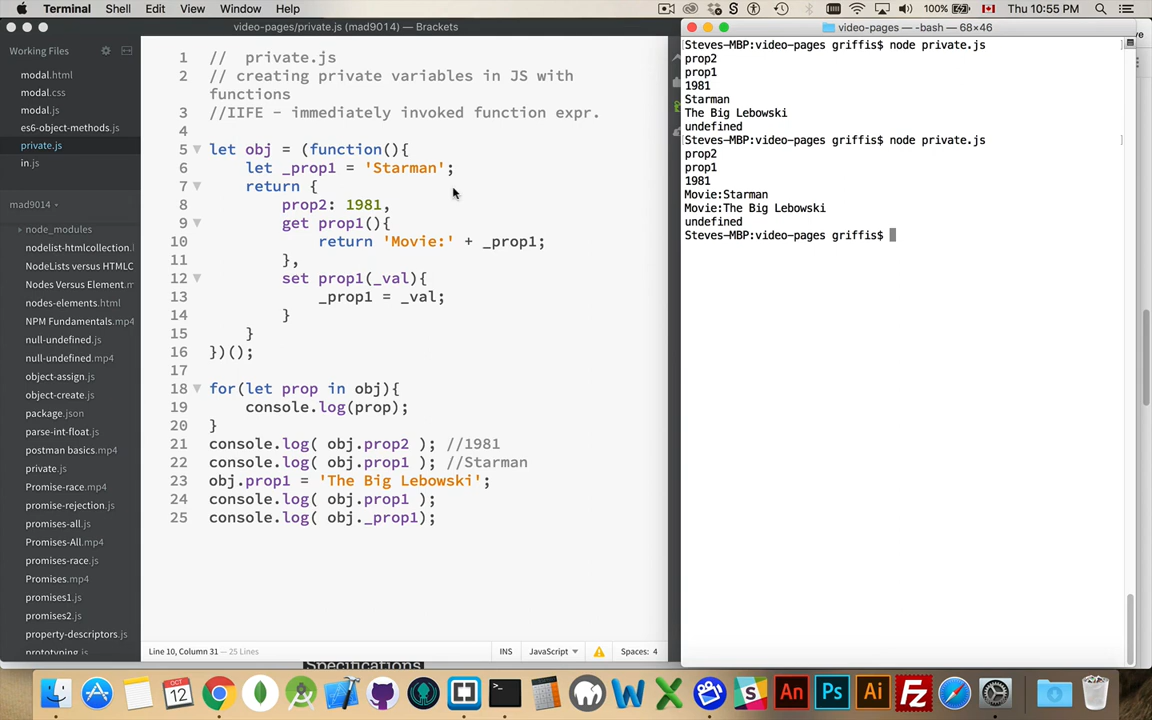 Terminal Shell Edit View Window Help
Thu 10:55 PM
100%
video-pages/private.js (mad9014) — Brackets
Working Files
modal.html
modal.css
modal.js
es6-object-methods.js
private.js
in.js
mad9014
node_modules
nodelist-htmlcollection.
NodeLists versus HTMLC
Nodes Versus Element.m
nodes-elements.html
NPM Fundamentals.mp4
null-undefined.js
null-undefined.mp4
object-assign.js
object-create.js
package.json
parse-int-float.js
postman basics.mp4
private.js
Promise-race.mp4
promise-rejection.js
promises-all.js
Promises-All.mp4
promises-race.js
Promises.mp4
promises1.js
promises2.js
property-descriptors.js
prototyping.js
1 // private.js
2 // creating private variables in JS with
functions
3 //IIFE - immediately invoked function expr.
4
5 let obj = (function(){
6 let _prop1 = 'Starman';
7 return {
8 prop2: 1981,
9 get prop1(){
10 return 'Movie:' + _prop1;
11 },
12 set prop1(_val){
13 _prop1 = _val;
14 }
15 }
16 })();
17
18 for(let prop in obj){
19 console.log(prop);
20 }
21 console.log( obj.prop2 ); //1981
22 console.log( obj.prop1 ); //Starman
23 obj.prop1 = 'The Big Lebowski';
24 console.log( obj.prop1 );
25 console.log( obj._prop1);
Line 10, Column 31 — 25 Lines
INS JavaScript Spaces: 4
Specifications
video-pages — -bash — 68×46
[Steves-MBP:video-pages griffis$ node private.js ]
prop2
prop1
1981
Starman
The Big Lebowski
undefined
[Steves-MBP:video-pages griffis$ node private.js ]
prop2
prop1
1981
Movie:Starman
Movie:The Big Lebowski
undefined
Steves-MBP:video-pages griffis$
ve
OCT
12
An Ps Ai Fz